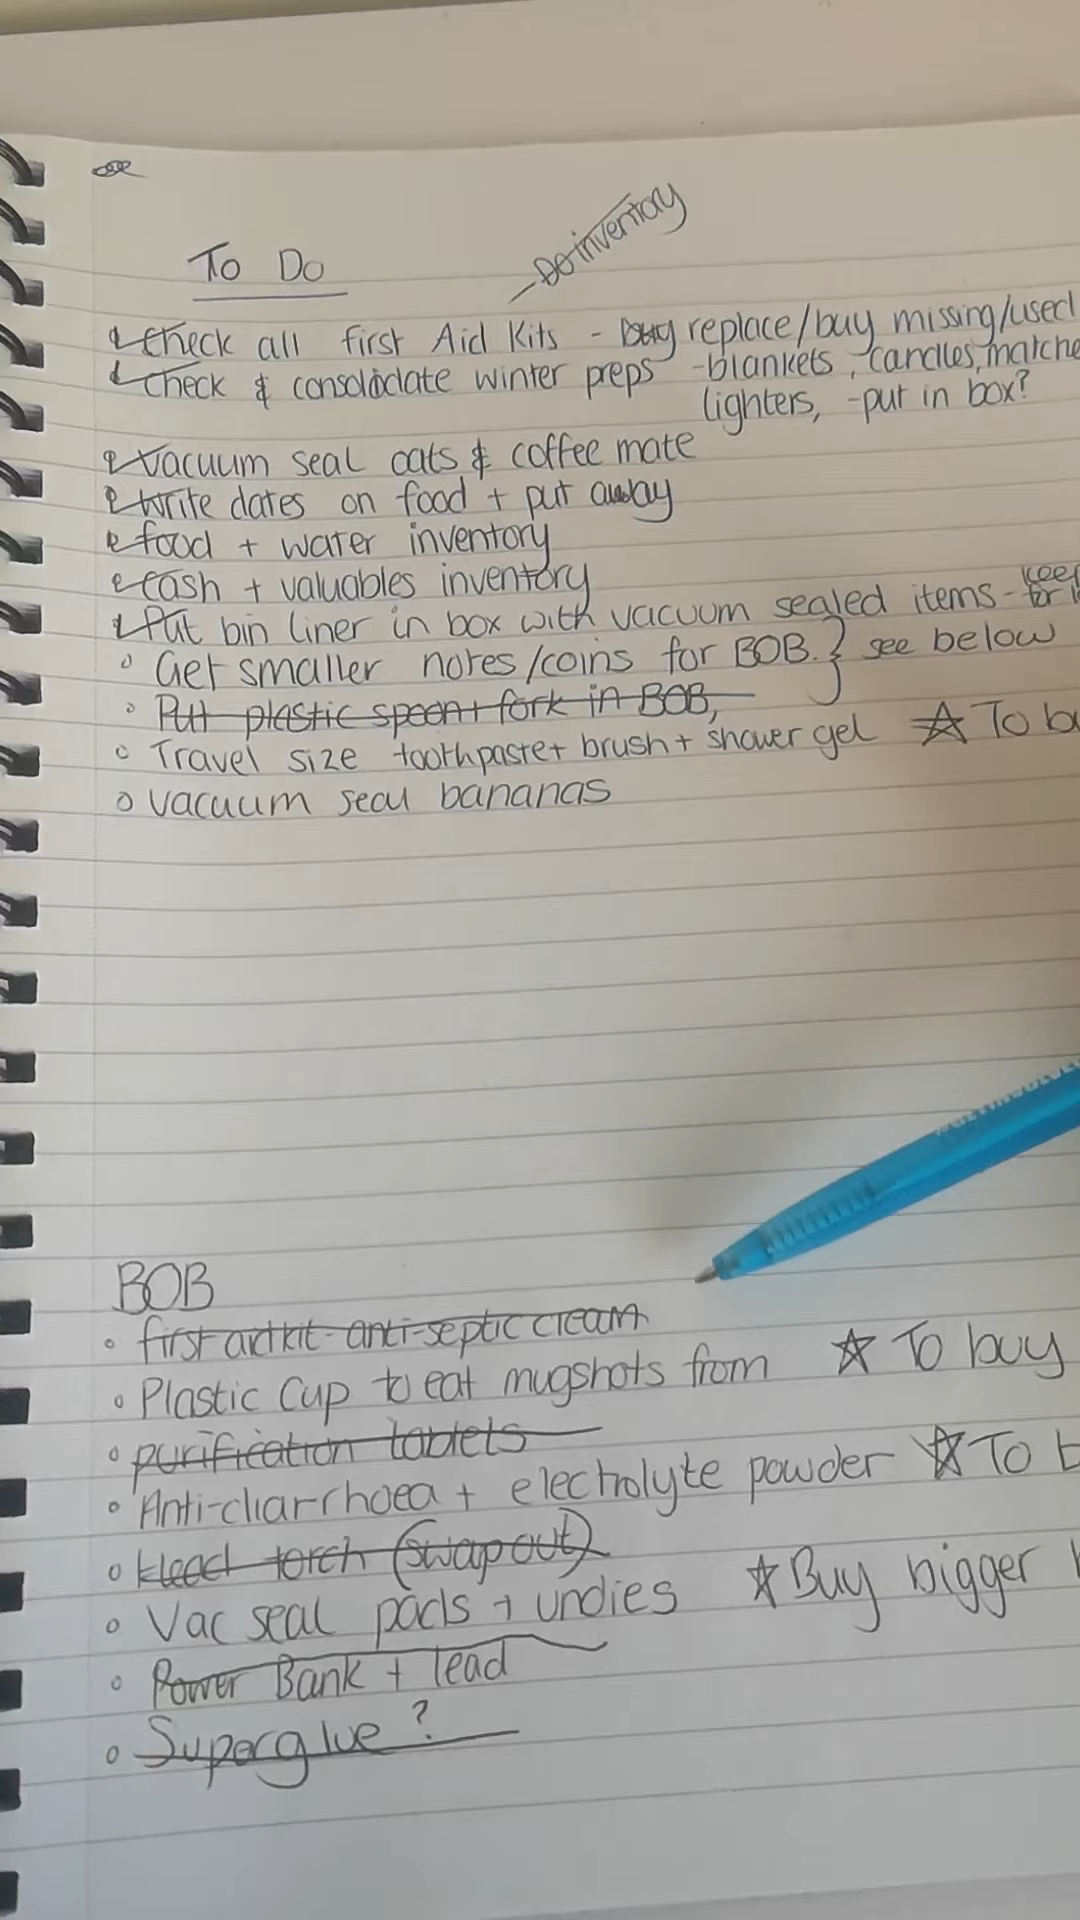 To Do
- Do inventory
Check all first Aid Kits - replace/buy missing/used
Check & consolodate winter preps - blankets, candles, matche
lighters, - put in box?
Vacuum seal oats & coffee mate
Write dates on food + put away
food + water inventory
Cash + valuables inventory
Put bin liner in box with vacuum sealed items - keep
for
Get smaller notes/coins for BOB. } see below
Put plastic spoon + fork in BOB,
Travel size toothpaste + brush + shower gel ☆ To bu
Vacuum seal bananas
BOB
first aid kit - anti-septic cream
Plastic Cup to eat mugshots from ☆ To buy
purification tablets
Anti-diarrhoea + electrolyte powder ☆ To b
Head torch (swap out)
Vac seal pads + undies ☆ Buy bigger
Power Bank + lead
Superglue?